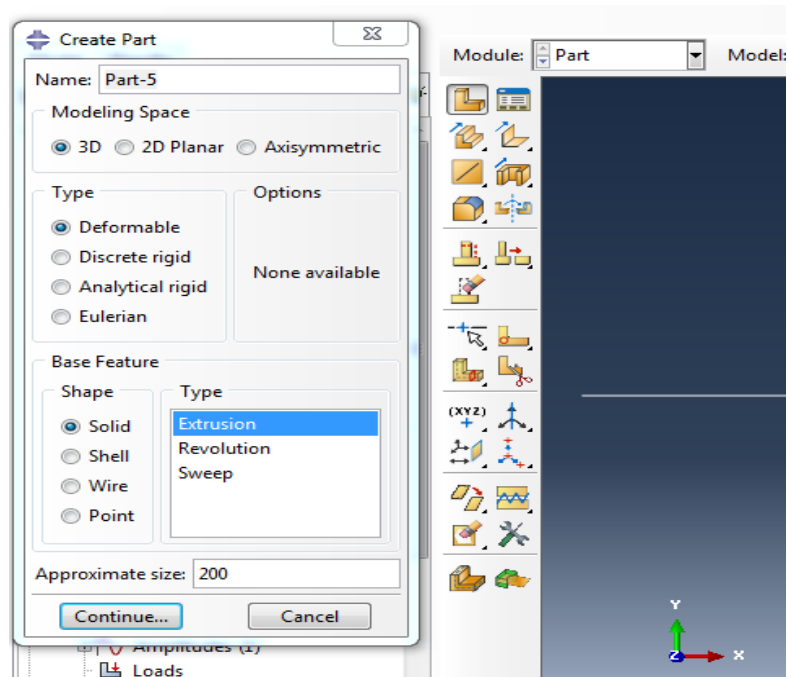 Create Part
Name: Part-5
Modeling Space
3D 2D Planar Axisymmetric
Type
Deformable
Discrete rigid
Analytical rigid
Eulerian
Options
None available
Base Feature
Shape
Solid
Shell
Wire
Point
Type
Extrusion
Revolution
Sweep
Approximate size: 200
Continue... Cancel
Amplitudes (1)
Loads
Module: Part Model:
(XYZ)
Y
Z X